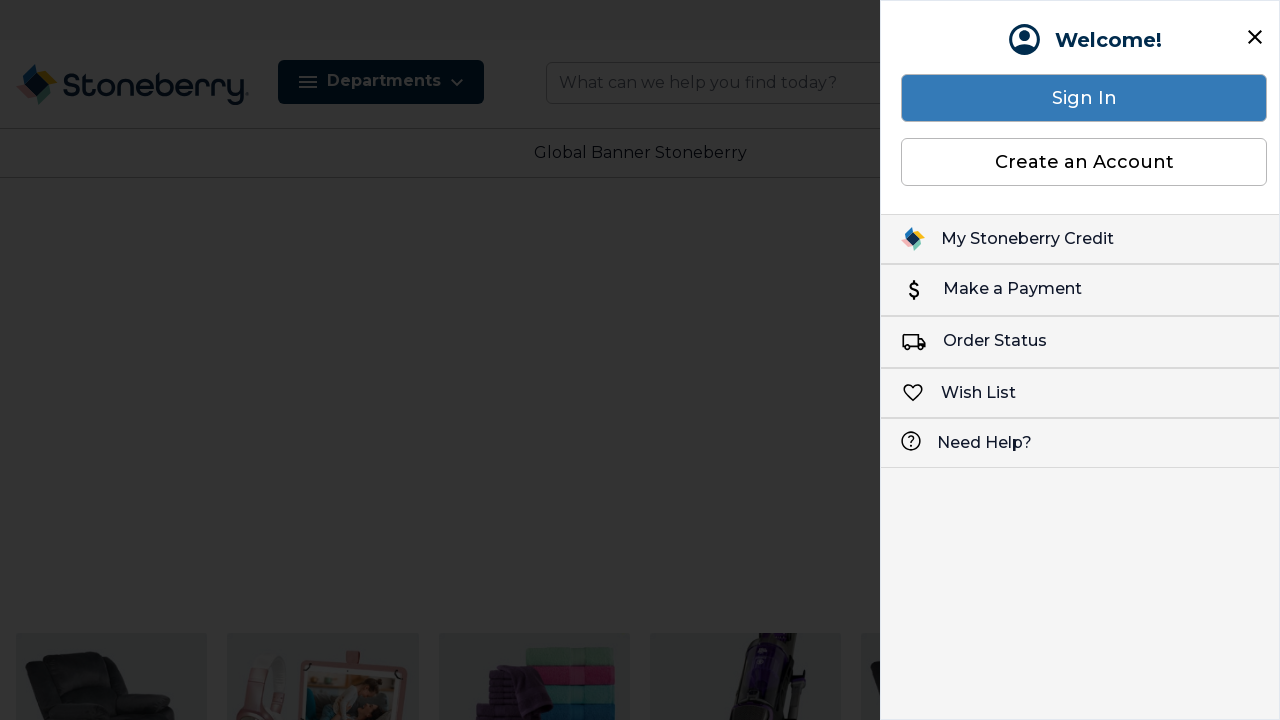 Stoneberry
Departments
What can we help you find today?
Global Banner Stoneberry
Welcome!
Sign In
Create an Account
My Stoneberry Credit
Make a Payment
Order Status
Wish List
Need Help?